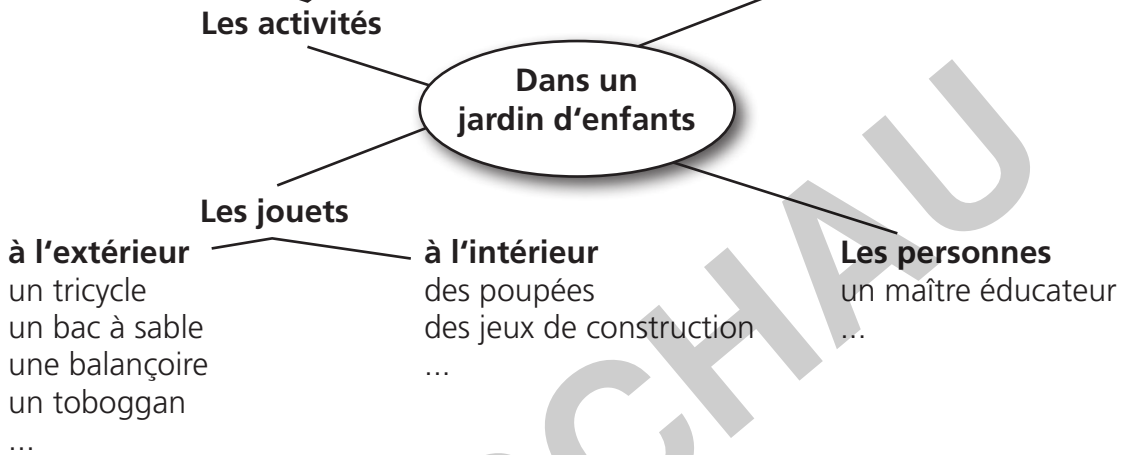 Les activités
Dans un
jardin d‘enfants
Les jouets
à l‘extérieur
un tricycle
un bac à sable
une balançoire
un toboggan
...
à l‘intérieur
des poupées
des jeux de construction
...
Les personnes
un maître éducateur
...
CHAU